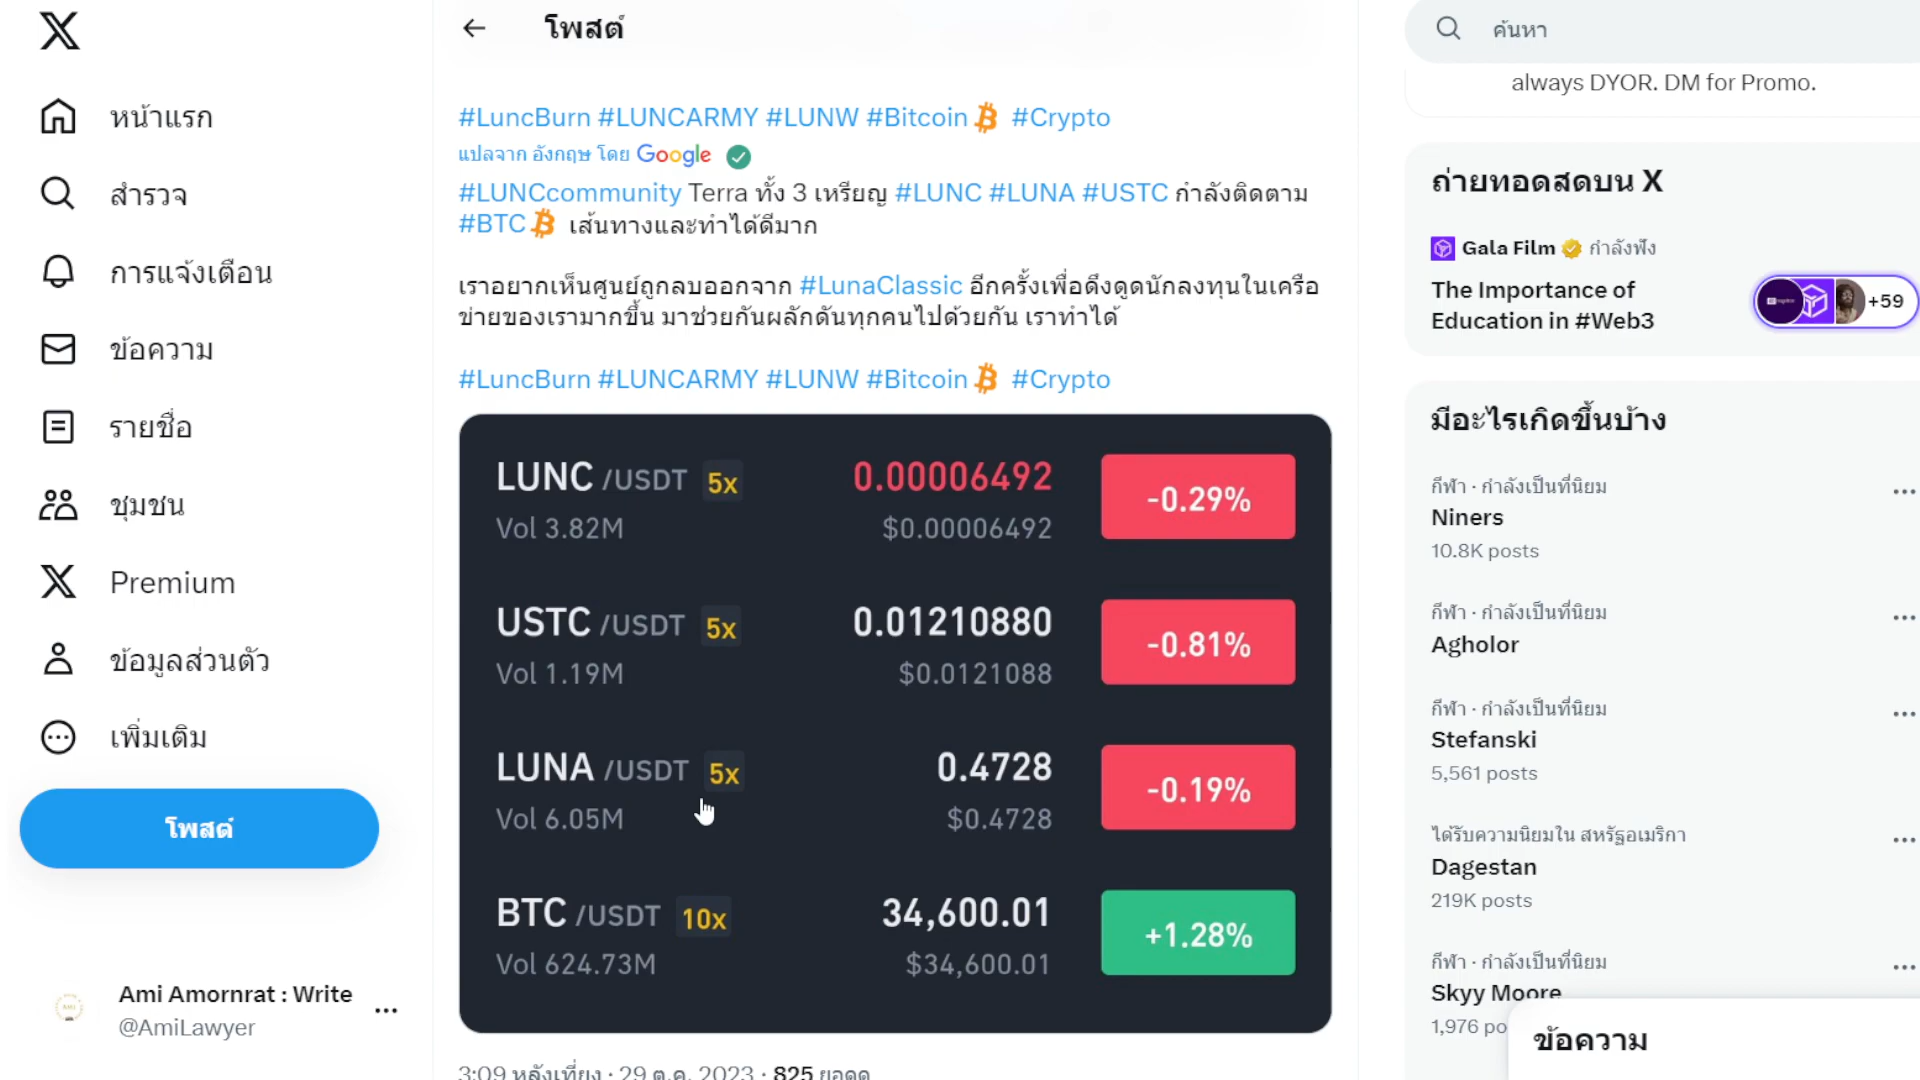 หน้าแรก
สำรวจ
การแจ้งเตือน
ข้อความ
รายชื่อ
ชุมชน
Premium
ข้อมูลส่วนตัว
เพิ่มเติม
โพสต์
Ami Amornrat : Write
@AmiLawyer
โพสต์
#LuncBurn #LUNCARMY #LUNW #Bitcoin #Crypto
แปลจาก อังกฤษ โดย Google
#LUNCcommunity Terra ทั้ง 3 เหรียญ #LUNC #LUNA #USTC กำลังติดตาม
#BTC เส้นทางและทำได้ดีมาก
เราอยากเห็นศูนย์ถูกลบออกจาก #LunaClassic อีกครั้งเพื่อดึงดูดนักลงทุนในเครือ
ข่ายของเรามากขึ้น มาช่วยกันผลักดันทุกคนไปด้วยกัน เราทำได้
#LuncBurn #LUNCARMY #LUNW #Bitcoin #Crypto
LUNC /USDT 5x 0.00006492 -0.29%
Vol 3.82M $0.00006492
USTC /USDT 5x 0.01210880 -0.81%
Vol 1.19M $0.0121088
LUNA /USDT 5x 0.4728 -0.19%
Vol 6.05M $0.4728
BTC /USDT 10x 34,600.01 +1.28%
Vol 624.73M $34,600.01
3:09 หลังเที่ยง · 29 ต.ค. 2023 · 825 ยอดดู
ค้นหา
always DYOR. DM for Promo.
ถ่ายทอดสดบน X
Gala Film กำลังฟัง
The Importance of
Education in #Web3
+59
มีอะไรเกิดขึ้นบ้าง
กีฬา · กำลังเป็นที่นิยม
Niners
10.8K posts
กีฬา · กำลังเป็นที่นิยม
Agholor
กีฬา · กำลังเป็นที่นิยม
Stefanski
5,561 posts
ได้รับความนิยมใน สหรัฐอเมริกา
Dagestan
219K posts
กีฬา · กำลังเป็นที่นิยม
Skyy Moore
1,976 po
ข้อความ